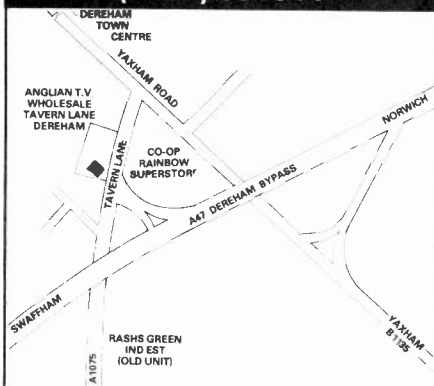 DEREHAM
TOWN
CENTRE
YAXHAM ROAD
ANGLIAN T.V
WHOLESALE
TAVERN LANE
DEREHAM
TAVERN LANE
CO-OP
RAINBOW
SUPERSTORE
NORWICH
A47 DEREHAM BYPASS
SWAFFHAM
RASHS GREEN
IND EST
(OLD UNIT)
A1075
YAXHAM
B1135